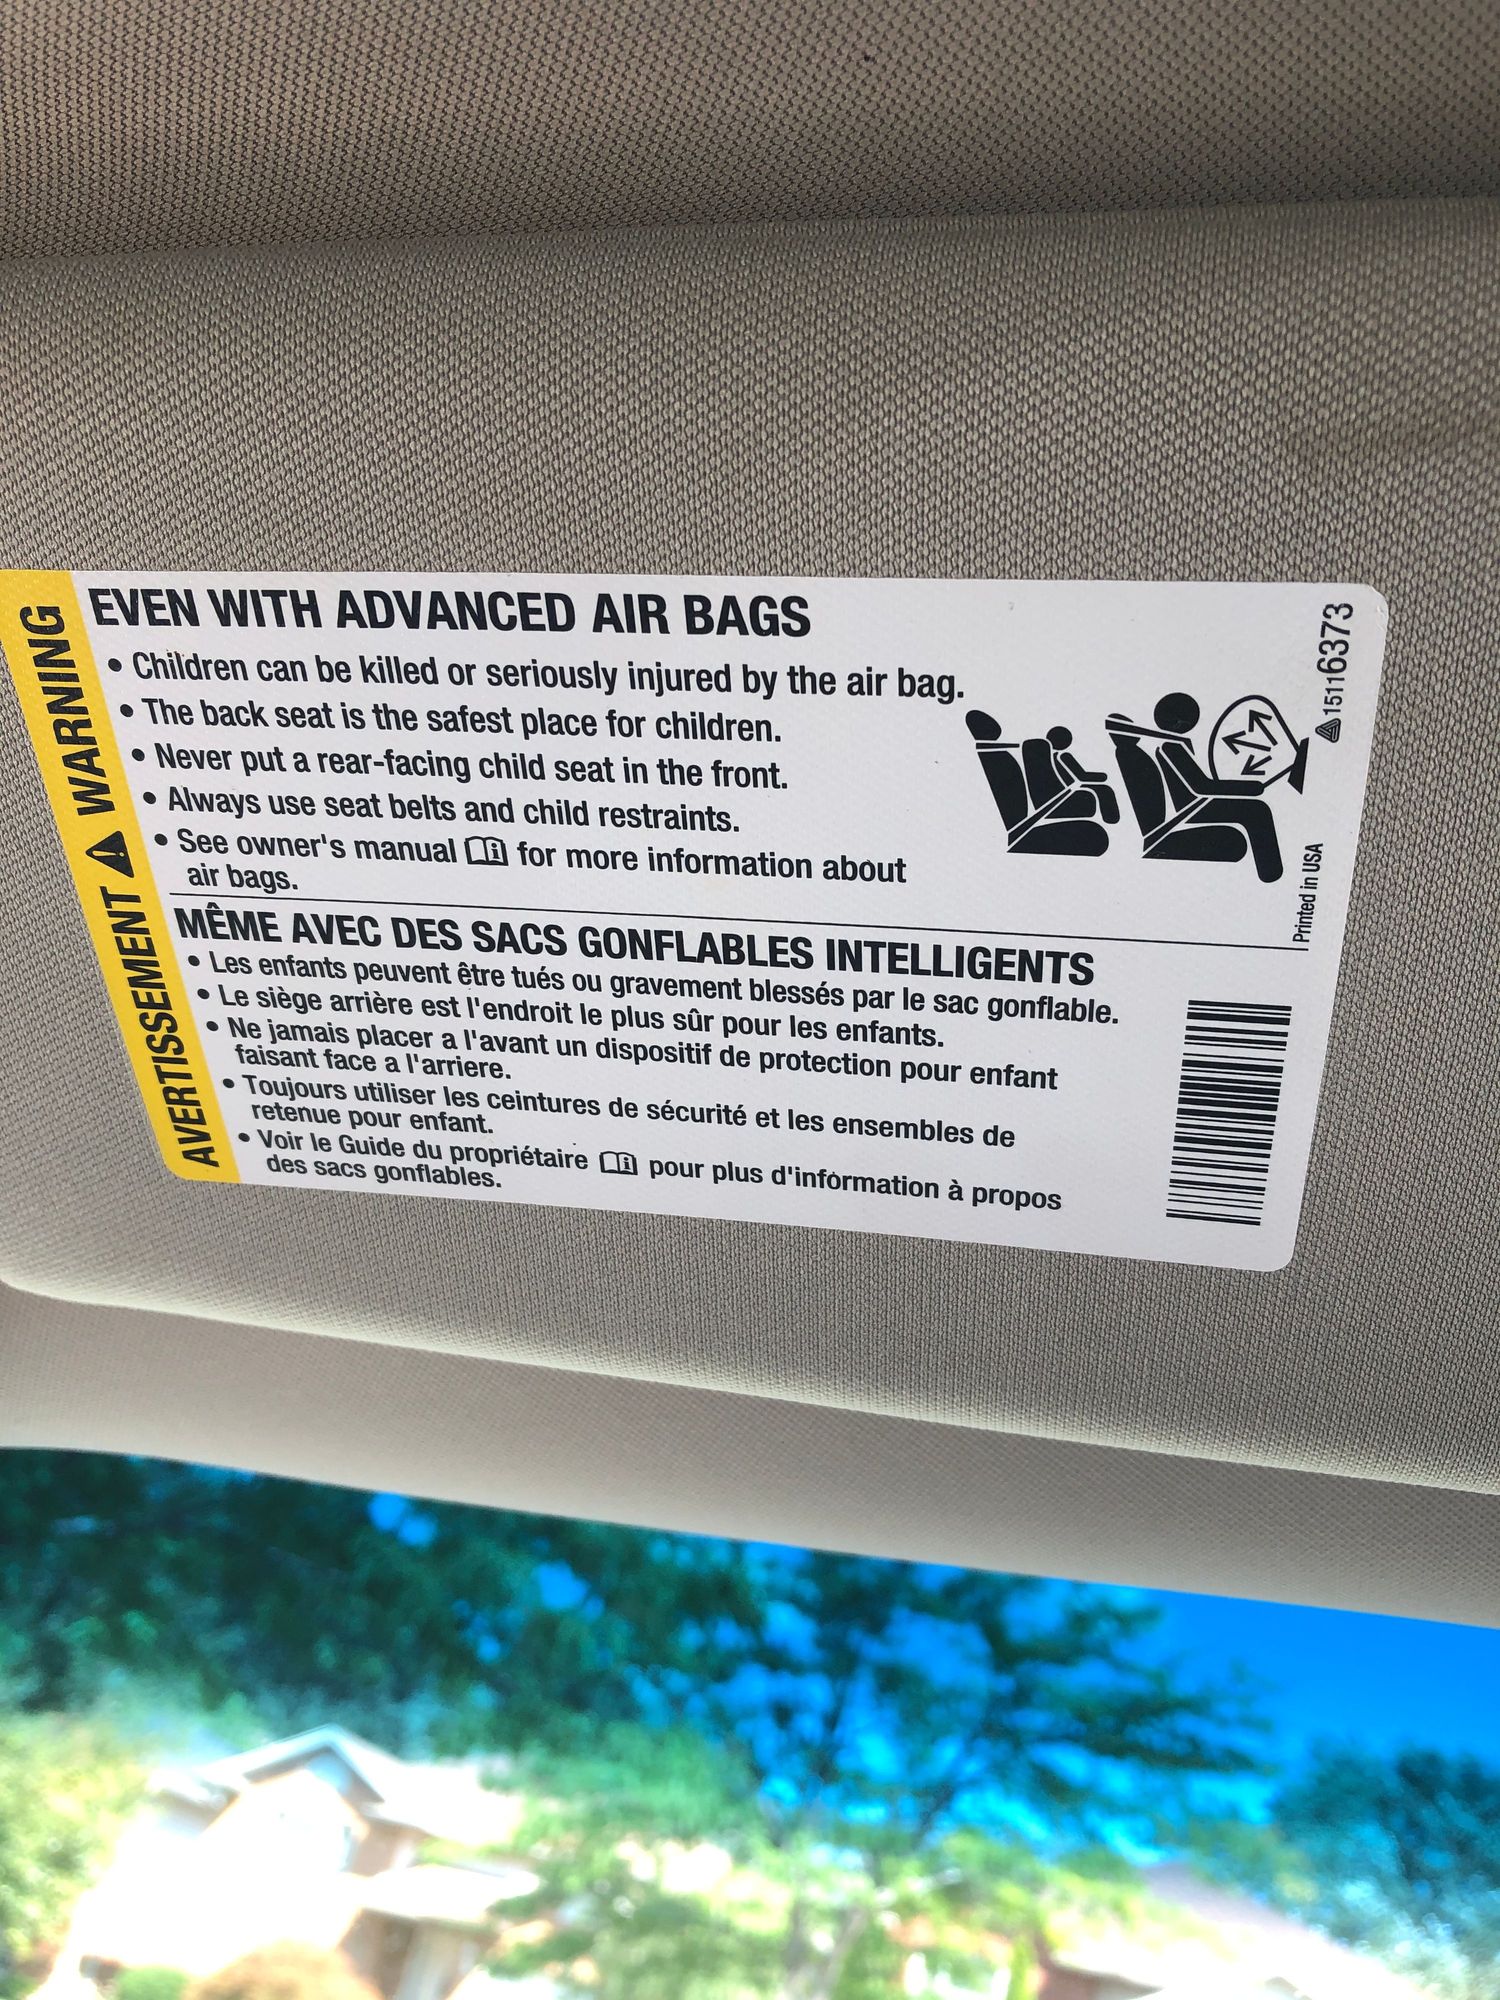 ⚠ WARNING
EVEN WITH ADVANCED AIR BAGS
• Children can be killed or seriously injured by the air bag.
• The back seat is the safest place for children.
• Never put a rear-facing child seat in the front.
• Always use seat belts and child restraints.
• See owner's manual for more information about
air bags.
15116373
Printed in USA
AVERTISSEMENT
MÊME AVEC DES SACS GONFLABLES INTELLIGENTS
• Les enfants peuvent être tués ou gravement blessés par le sac gonflable.
• Le siège arrière est l'endroit le plus sûr pour les enfants.
• Ne jamais placer a l'avant un dispositif de protection pour enfant
faisant face a l'arriere.
• Toujours utiliser les ceintures de sécurité et les ensembles de
retenue pour enfant.
• Voir le Guide du propriétaire pour plus d'information à propos
des sacs gonflables.